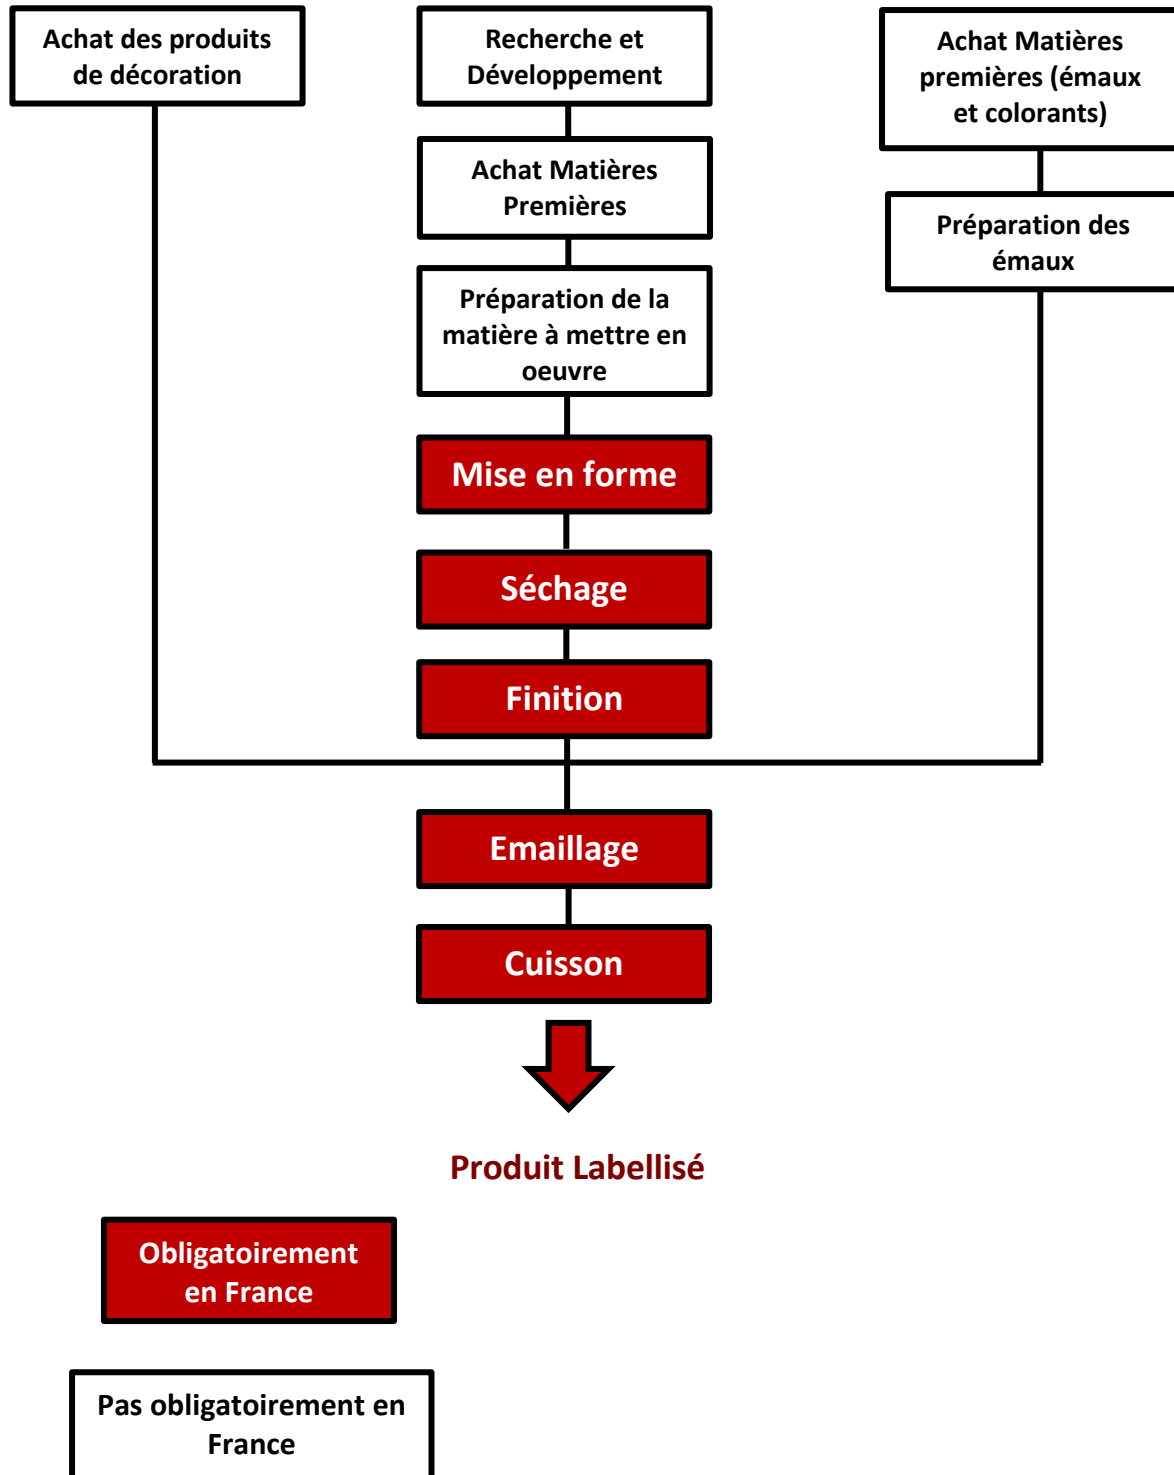 Achat des produits
de décoration
Recherche et
Développement
Achat Matières
premières (émaux
et colorants)
Achat Matières
Premières
Préparation des
émaux
Préparation de la
matière à mettre en
oeuvre
Mise en forme
Séchage
Finition
Emaillage
Cuisson
Produit Labellisé
Obligatoirement
en France
Pas obligatoirement en
France